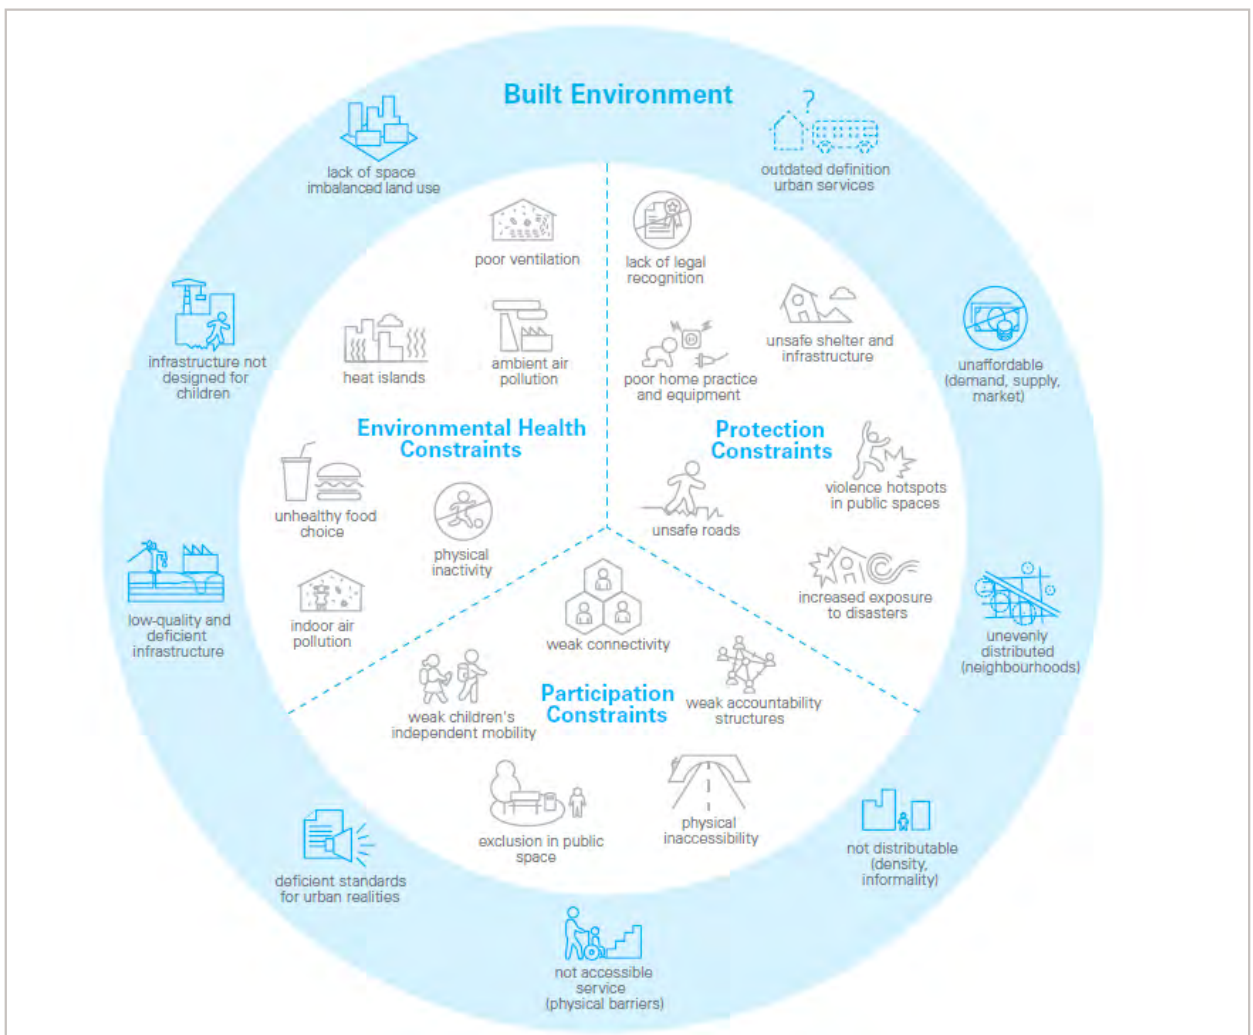 Built Environment
lack of space
imbalanced land use
?
outdated definition
urban services
infrastructure not
designed for
children
unaffordable
(demand, supply,
market)
low-quality and
deficient
infrastructure
unevenly
distributed
(neighbourhoods)
deficient standards
for urban realities
not distributable
(density,
informality)
not accessible
service
(physical barriers)
poor ventilation
heat islands
ambient air
pollution
Environmental Health
Constraints
unhealthy food
choice
physical
inactivity
indoor air
pollution
lack of legal
recognition
unsafe shelter and
infrastructure
poor home practice
and equipment
Protection
Constraints
violence hotspots
in public spaces
unsafe roads
increased exposure
to disasters
weak connectivity
weak children's
independent mobility
Participation
Constraints
weak accountability
structures
exclusion in public
space
physical
inaccessibility